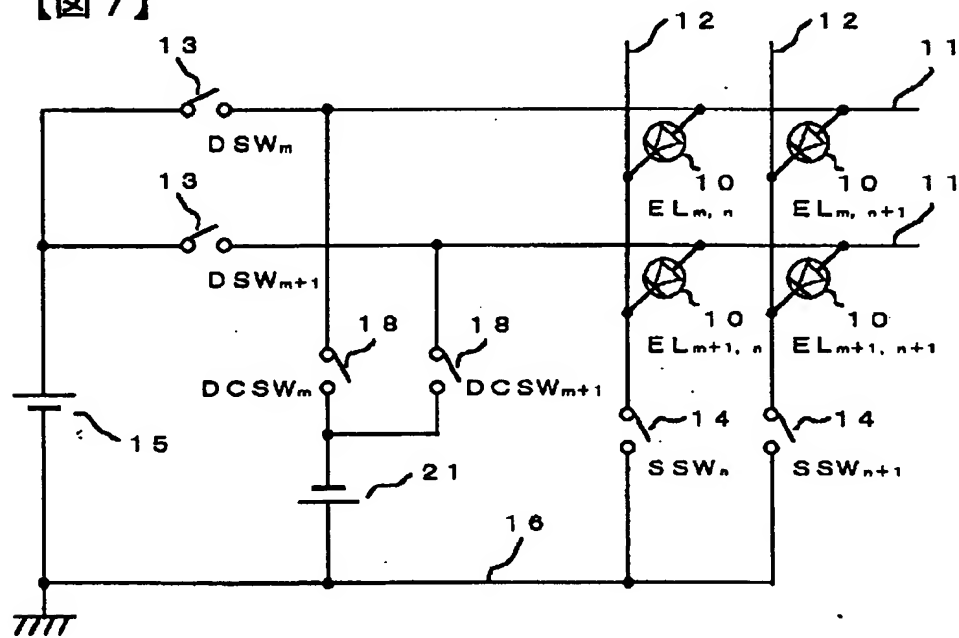 【図7】
12 12
13 11
DSWm
13 10 10 11
ELm, n ELm, n+1
DSWm+1
18 18 10 10
ELm+1, n ELm+1, n+1
DCSWm DCSWm+1
14 14
15
SSWn SSWn+1
21
16